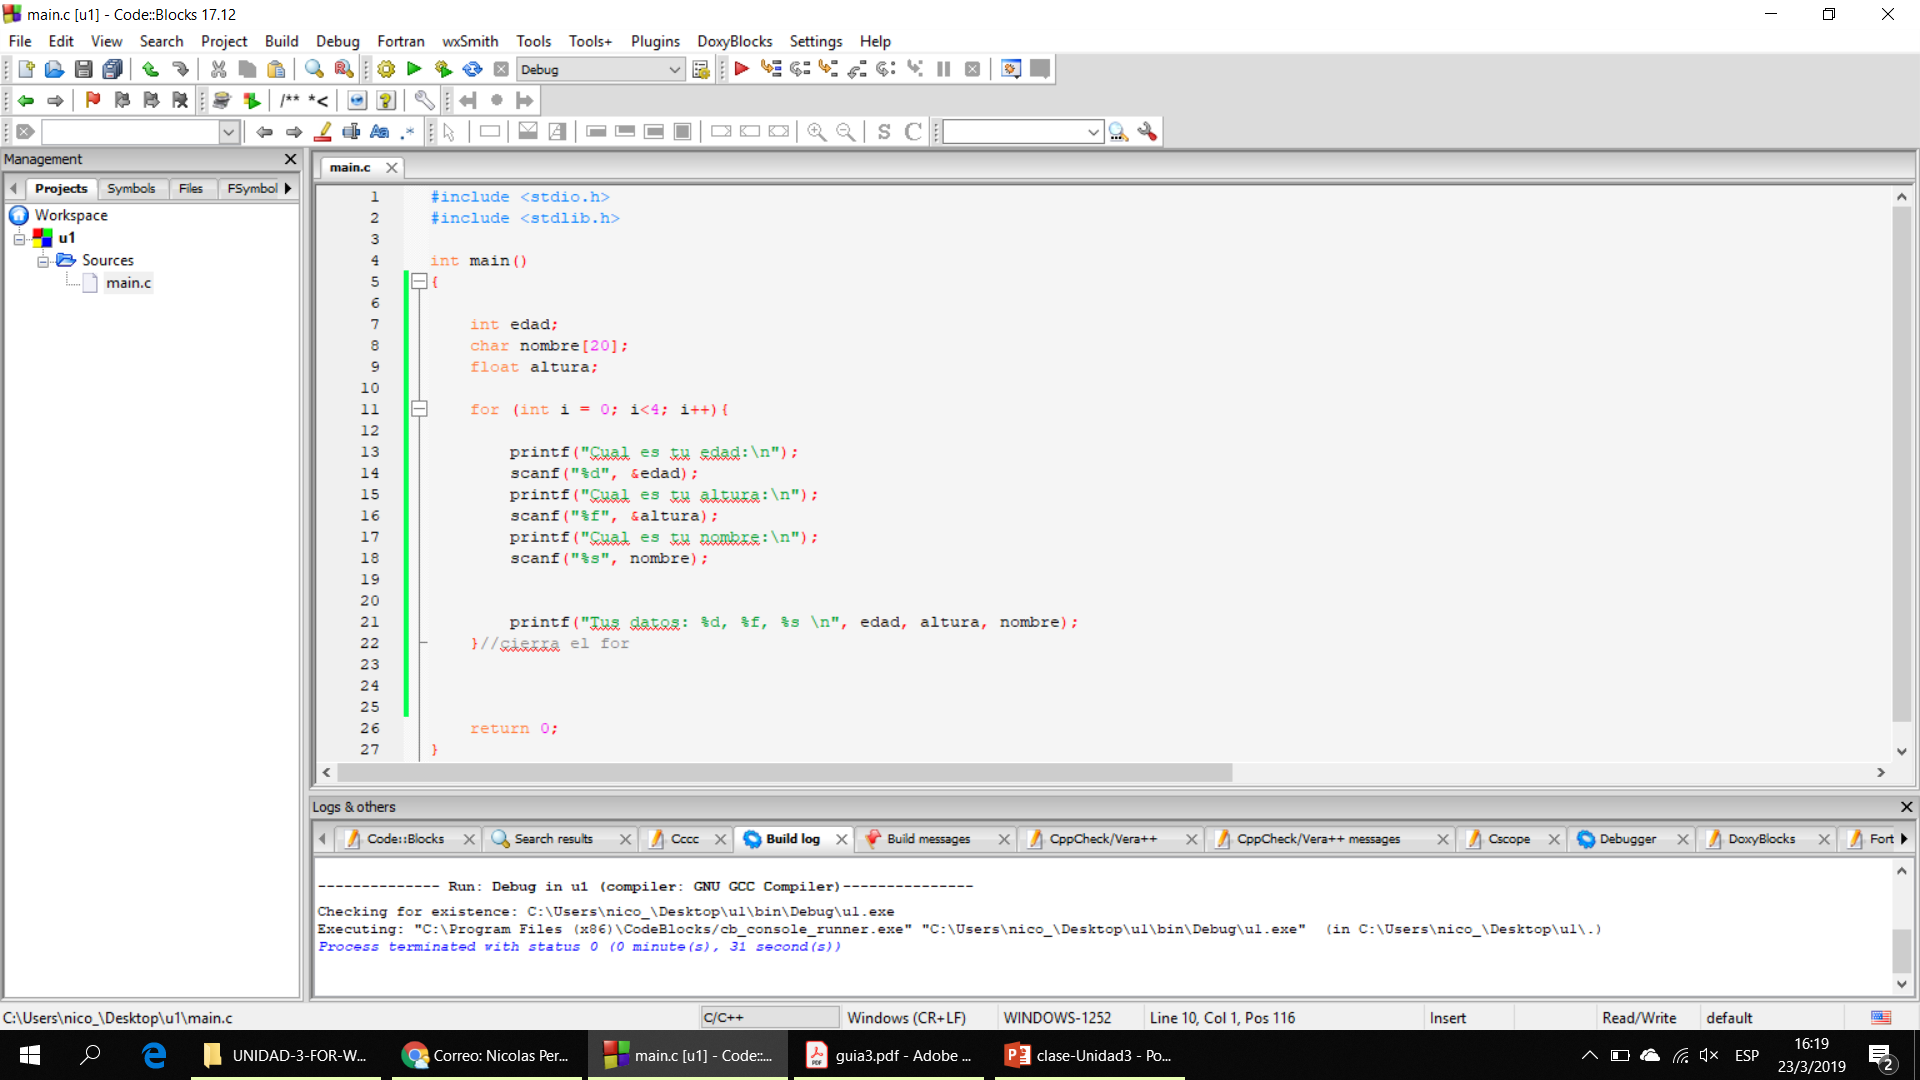 main.c [u1] - Code::Blocks 17.12
File Edit View Search Project Build Debug Fortran wxSmith Tools Tools+ Plugins DoxyBlocks Settings Help
Debug
/** *<
Aa .*
S C
Management
main.c
Projects Symbols Files FSymbol
Workspace
u1
Sources
main.c
1 #include <stdio.h>
2 #include <stdlib.h>
3
4 int main()
5 {
6
7 int edad;
8 char nombre[20];
9 float altura;
10
11 for (int i = 0; i<4; i++){
12
13 printf("Cual es tu edad:\n");
14 scanf("%d", &edad);
15 printf("Cual es tu altura:\n");
16 scanf("%f", &altura);
17 printf("Cual es tu nombre:\n");
18 scanf("%s", nombre);
19
20
21 printf("Tus datos: %d, %f, %s \n", edad, altura, nombre);
22 }//cierra el for
23
24
25
26 return 0;
27 }
Logs & others
Code::Blocks Search results Cccc Build log Build messages CppCheck/Vera++ CppCheck/Vera++ messages Cscope Debugger DoxyBlocks Fort
-------------- Run: Debug in u1 (compiler: GNU GCC Compiler)---------------
Checking for existence: C:\Users\nico_\Desktop\u1\bin\Debug\u1.exe
Executing: "C:\Program Files (x86)\CodeBlocks/cb_console_runner.exe" "C:\Users\nico_\Desktop\u1\bin\Debug\u1.exe" (in C:\Users\nico_\Desktop\u1\.)
Process terminated with status 0 (0 minute(s), 31 second(s))
C:\Users\nico_\Desktop\u1\main.c C/C++ Windows (CR+LF) WINDOWS-1252 Line 10, Col 1, Pos 116 Insert Read/Write default
UNIDAD-3-FOR-W... Correo: Nicolas Per... main.c [u1] - Code::... guia3.pdf - Adobe ... clase-Unidad3 - Po... ESP 16:19
23/3/2019
2